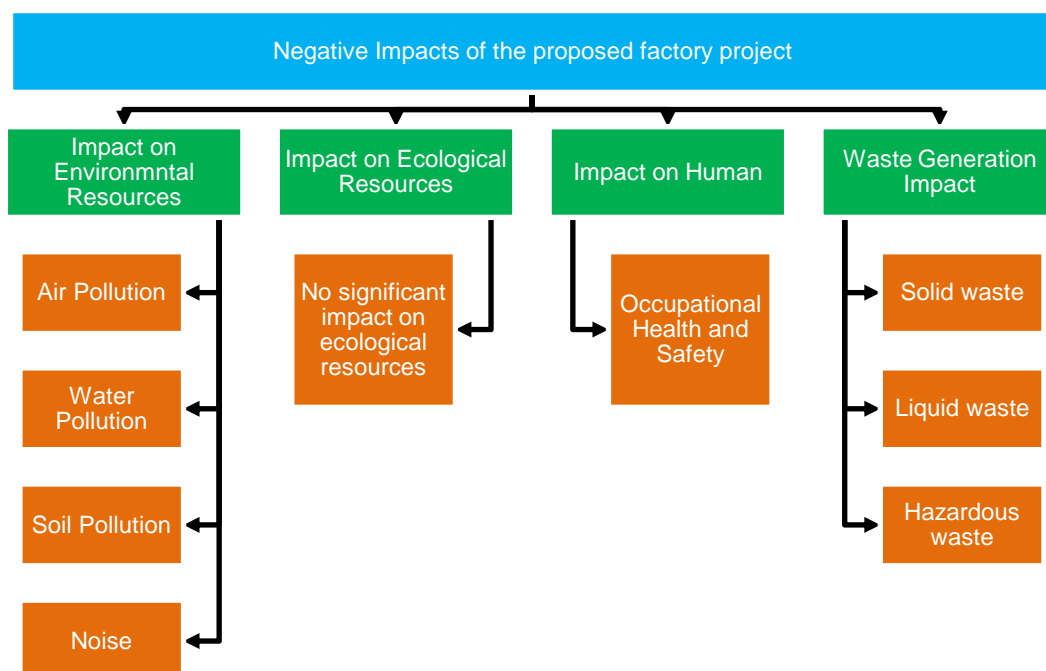 Negative Impacts of the proposed factory project
Impact on
Environmntal
Resources
Impact on Ecological
Resources
Impact on Human
Waste Generation
Impact
Air Pollution
Water
Pollution
Soil Pollution
Noise
No significant
impact on
ecological
resources
Occupational
Health and
Safety
Solid waste
Liquid waste
Hazardous
waste